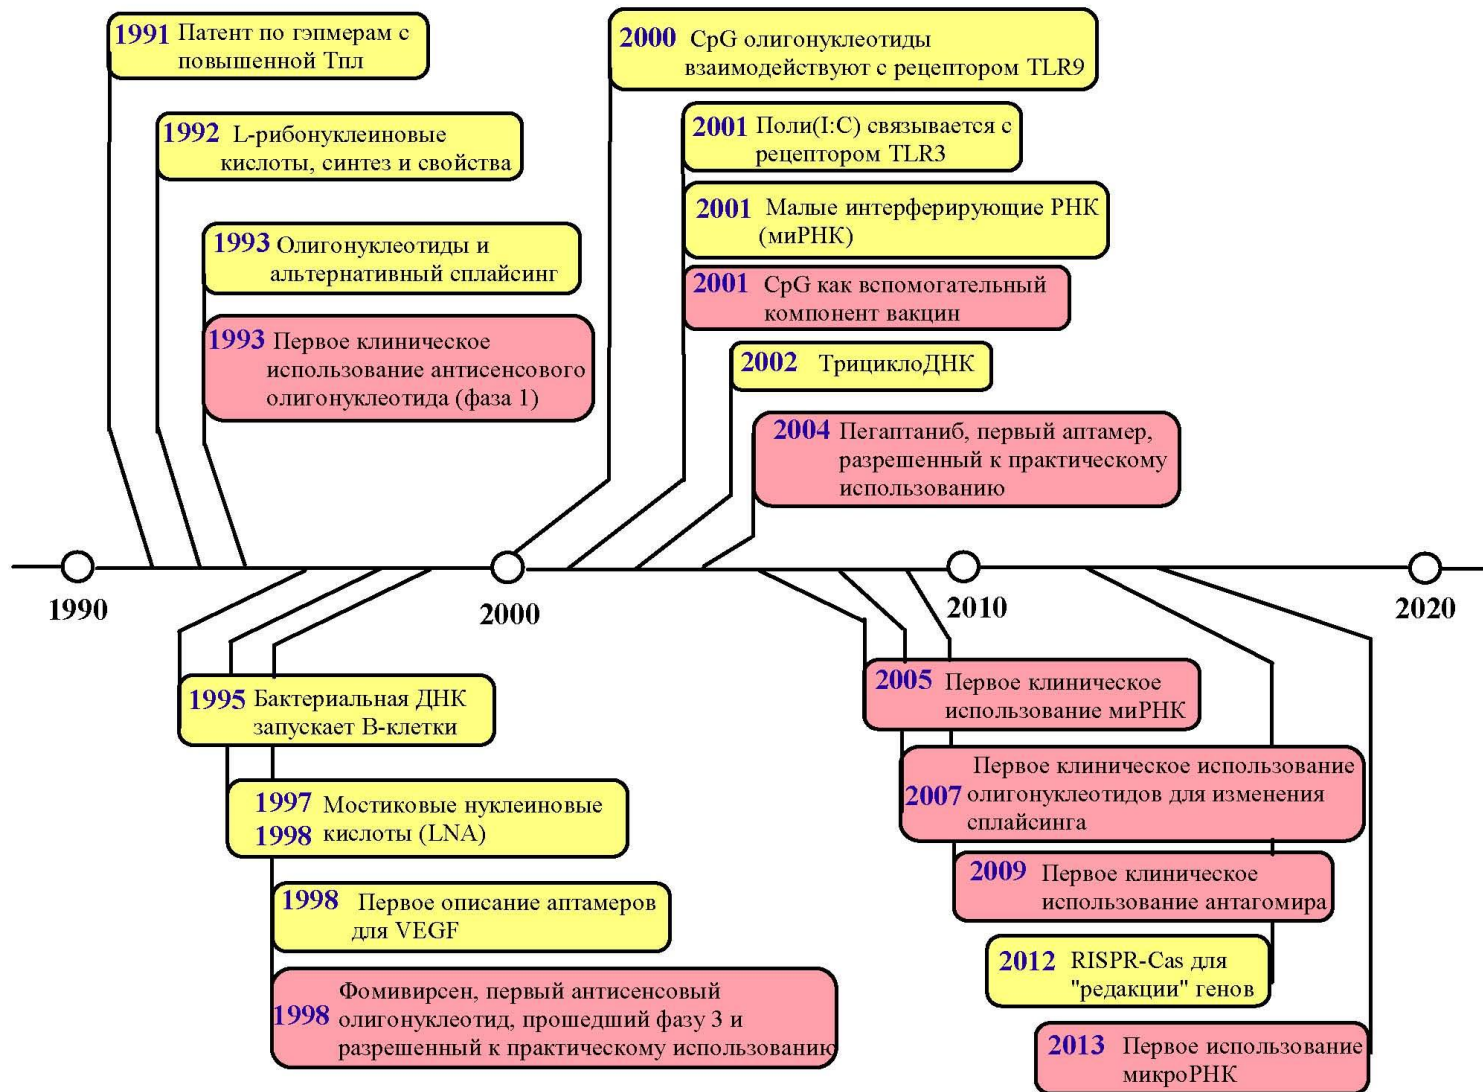 1991 Патент по гэпмерам с
повышенной Тпл
1992 L-рибонуклеиновые
кислоты, синтез и свойства
1993 Олигонуклеотиды и
альтернативный сплайсинг
1993 Первое клиническое
использование антисенсового
олигонуклеотида (фаза 1)
2000 CpG олигонуклеотиды
взаимодействуют с рецептором TLR9
2001 Поли(I:C) связывается с
рецептором TLR3
2001 Малые интерферирующие РНК
(миРНК)
2001 CpG как вспомогательный
компонент вакцин
2002 ТрициклоДНК
2004 Пегаптаниб, первый аптамер,
разрешенный к практическому
использованию
1990
2000
2010
2020
1995 Бактериальная ДНК
запускает В-клетки
1997 Мостиковые нуклеиновые
1998 кислоты (LNA)
1998 Первое описание аптамеров
для VEGF
1998 Фомивирсен, первый антисенсовый
олигонуклеотид, прошедший фазу 3 и
разрешенный к практическому использованию
2005 Первое клиническое
использование миРНК
Первое клиническое использование
2007 олигонуклеотидов для изменения
сплайсинга
2009 Первое клиническое
использование антагомира
2012 RISPR-Cas для
"редакции" генов
2013 Первое использование
микроРНК